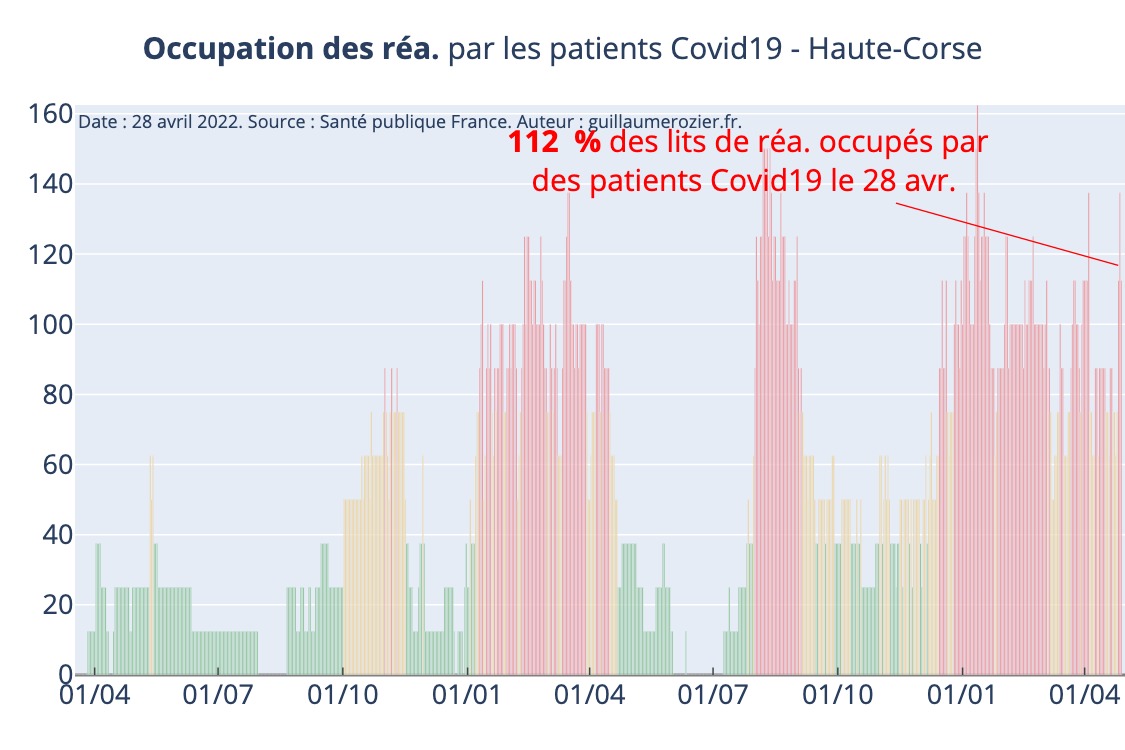 Occupation des réa. par les patients Covid19 - Haute-Corse
Date : 28 avril 2022. Source : Santé publique France. Auteur : guillaumerozier.fr.
112  % des lits de réa. occupés par
des patients Covid19 le 28 avr.
160
140
120
100
80
60
40
20
0
01/04 01/07 01/10 01/01 01/04 01/07 01/10 01/01 01/04